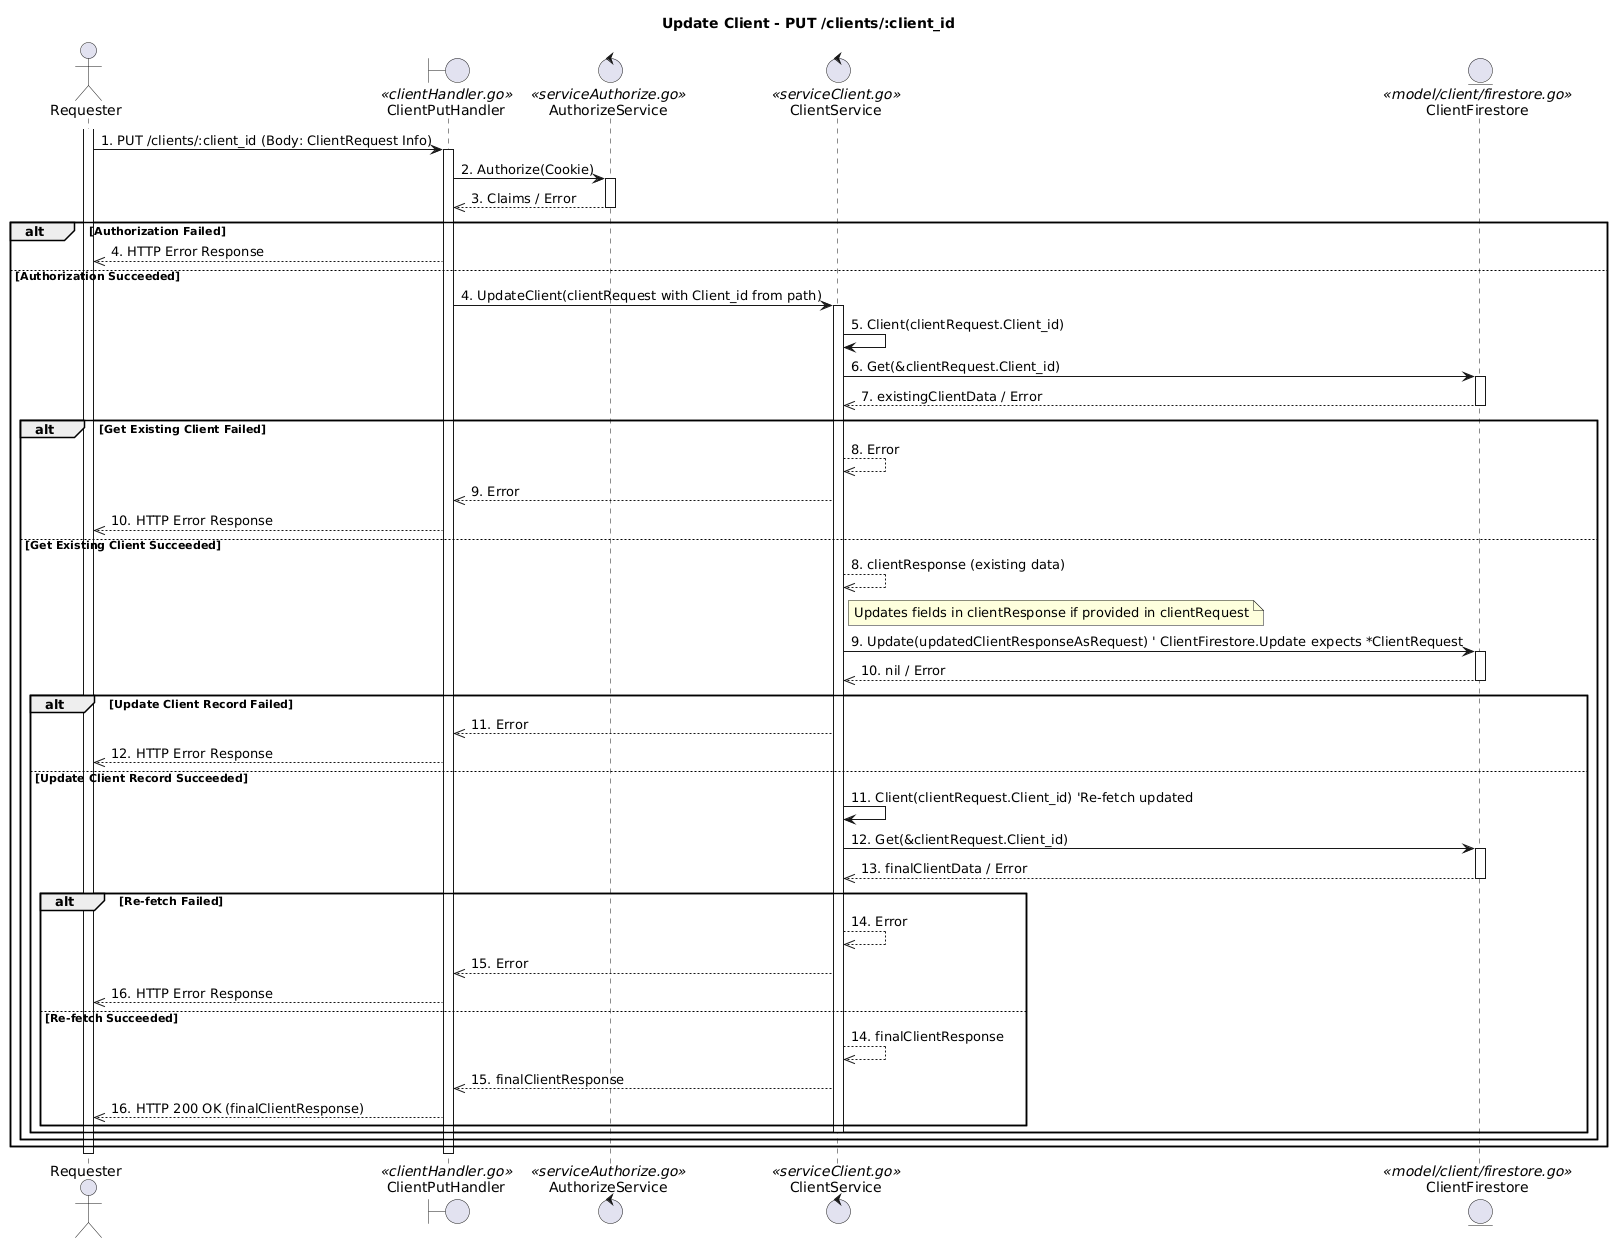 Update Client - PUT /clients/:client_id
Requester
«clientHandler.go»
ClientPutHandler
«serviceAuthorize.go»
AuthorizeService
«serviceClient.go»
ClientService
«model/client/firestore.go»
ClientFirestore
1. PUT /clients/:client_id (Body: ClientRequest Info)
2. Authorize(Cookie)
3. Claims / Error
alt [Authorization Failed]
4. HTTP Error Response
[Authorization Succeeded]
4. UpdateClient(clientRequest with Client_id from path)
5. Client(clientRequest.Client_id)
6. Get(&clientRequest.Client_id)
7. existingClientData / Error
alt [Get Existing Client Failed]
8. Error
9. Error
10. HTTP Error Response
[Get Existing Client Succeeded]
8. clientResponse (existing data)
Updates fields in clientResponse if provided in clientRequest
9. Update(updatedClientResponseAsRequest) ' ClientFirestore.Update expects *ClientRequest
10. nil / Error
alt [Update Client Record Failed]
11. Error
12. HTTP Error Response
[Update Client Record Succeeded]
11. Client(clientRequest.Client_id) 'Re-fetch updated
12. Get(&clientRequest.Client_id)
13. finalClientData / Error
alt [Re-fetch Failed]
14. Error
15. Error
16. HTTP Error Response
[Re-fetch Succeeded]
14. finalClientResponse
15. finalClientResponse
16. HTTP 200 OK (finalClientResponse)
Requester
«clientHandler.go»
ClientPutHandler
«serviceAuthorize.go»
AuthorizeService
«serviceClient.go»
ClientService
«model/client/firestore.go»
ClientFirestore